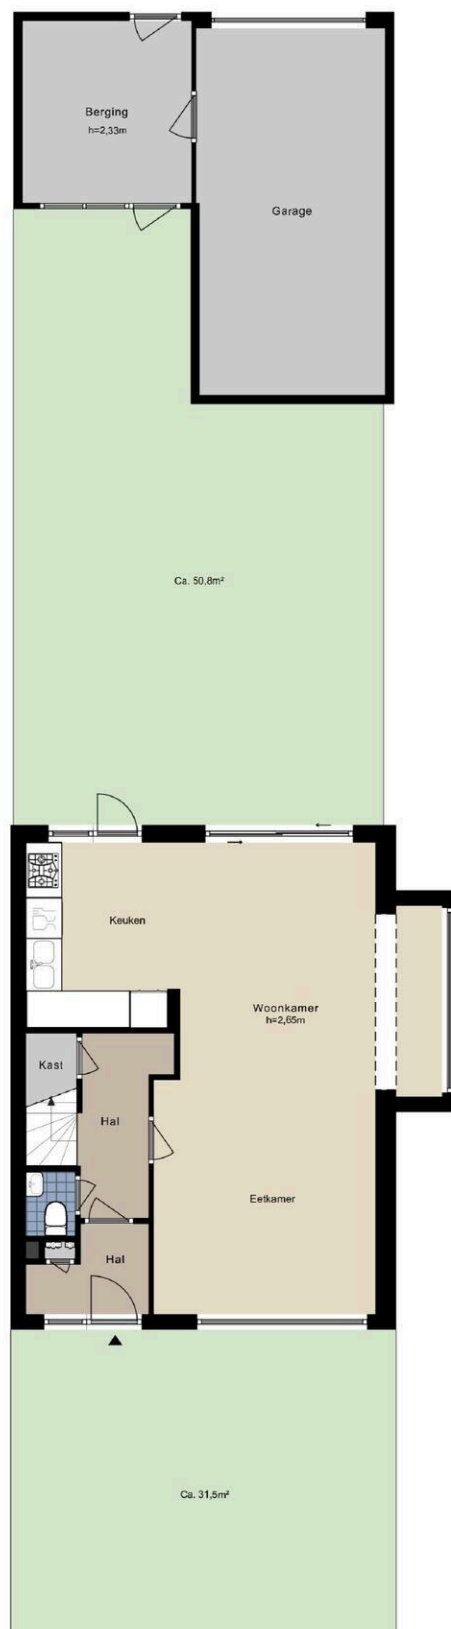 Berging
h=2,33m
Garage
Ca. 50,8m²
Keuken
Woonkamer
h=2,65m
Kast
Hal
Eetkamer
Hal
Ca. 31,5m²